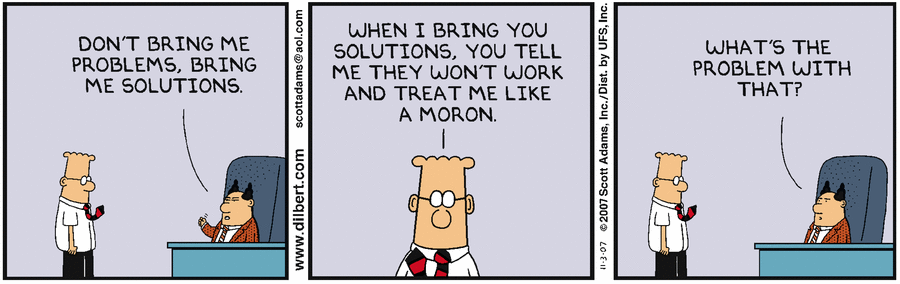 DON'T BRING ME
PROBLEMS, BRING
ME SOLUTIONS.
www.dilbert.com scottadams@aol.com
WHEN I BRING YOU
SOLUTIONS, YOU TELL
ME THEY WON'T WORK
AND TREAT ME LIKE
A MORON.
11-3-07 ©2007 Scott Adams, Inc./Dist. by UFS, Inc.
WHAT'S THE
PROBLEM WITH
THAT?